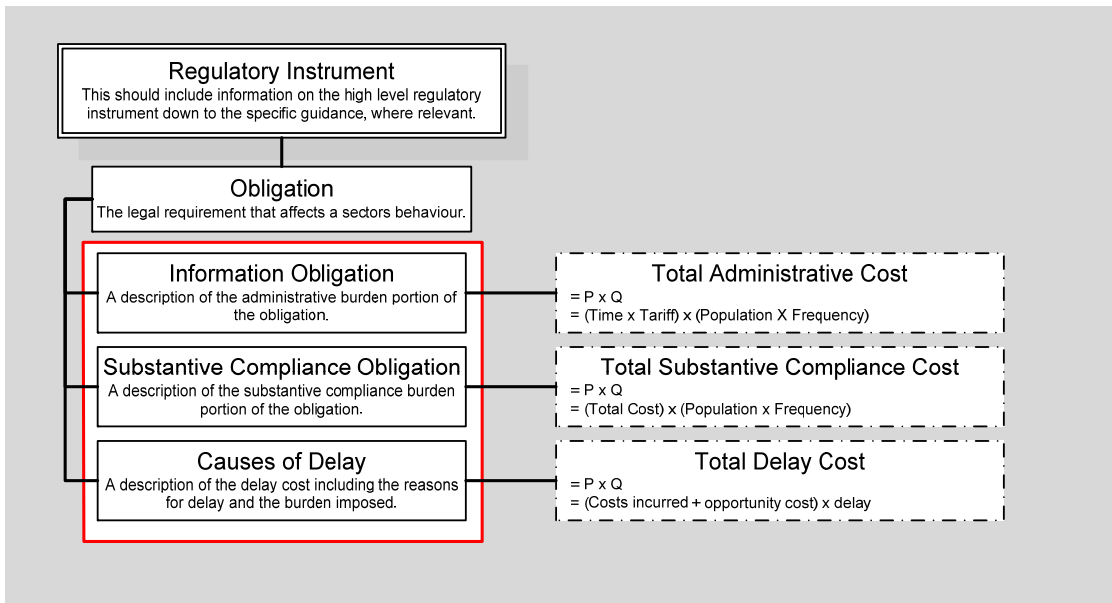 Regulatory Instrument
This should include information on the high level regulatory
instrument down to the specific guidance, where relevant.
Obligation
The legal requirement that affects a sectors behaviour.
Information Obligation
A description of the administrative burden portion of
the obligation.
Total Administrative Cost
= P x Q
= (Time x Tariff) x (Population X Frequency)
Substantive Compliance Obligation
A description of the substantive compliance burden
portion of the obligation.
Total Substantive Compliance Cost
= P x Q
= (Total Cost) x (Population x Frequency)
Causes of Delay
A description of the delay cost including the reasons
for delay and the burden imposed.
Total Delay Cost
= P x Q
= (Costs incurred + opportunity cost) x delay